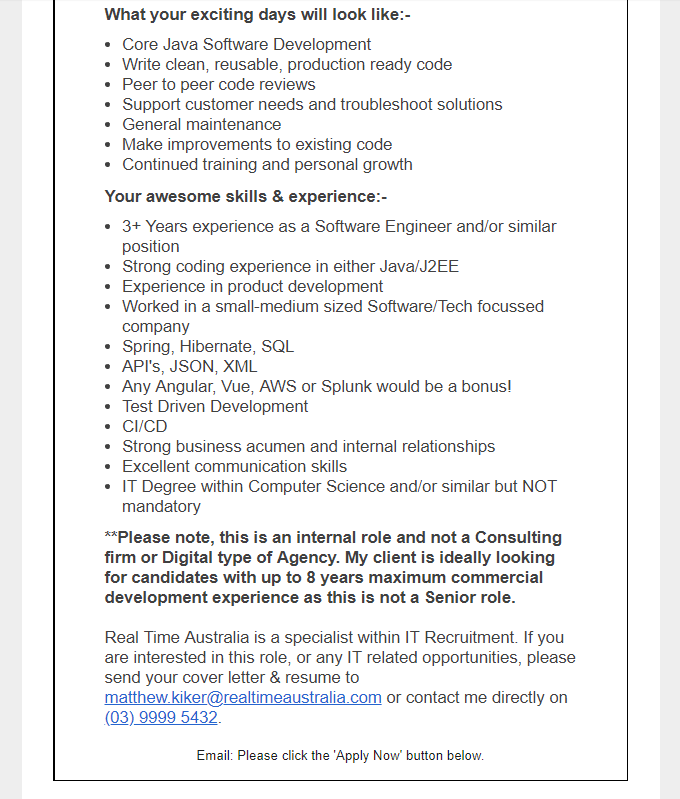 What your exciting days will look like:-
• Core Java Software Development
• Write clean, reusable, production ready code
• Peer to peer code reviews
• Support customer needs and troubleshoot solutions
• General maintenance
• Make improvements to existing code
• Continued training and personal growth
Your awesome skills & experience:-
• 3+ Years experience as a Software Engineer and/or similar
position
• Strong coding experience in either Java/J2EE
• Experience in product development
• Worked in a small-medium sized Software/Tech focussed
company
• Spring, Hibernate, SQL
• API's, JSON, XML
• Any Angular, Vue, AWS or Splunk would be a bonus!
• Test Driven Development
• CI/CD
• Strong business acumen and internal relationships
• Excellent communication skills
• IT Degree within Computer Science and/or similar but NOT
mandatory
**Please note, this is an internal role and not a Consulting
firm or Digital type of Agency. My client is ideally looking
for candidates with up to 8 years maximum commercial
development experience as this is not a Senior role.
Real Time Australia is a specialist within IT Recruitment. If you
are interested in this role, or any IT related opportunities, please
send your cover letter & resume to
matthew.kiker@realtimeaustralia.com or contact me directly on
(03) 9999 5432.
Email: Please click the 'Apply Now' button below.